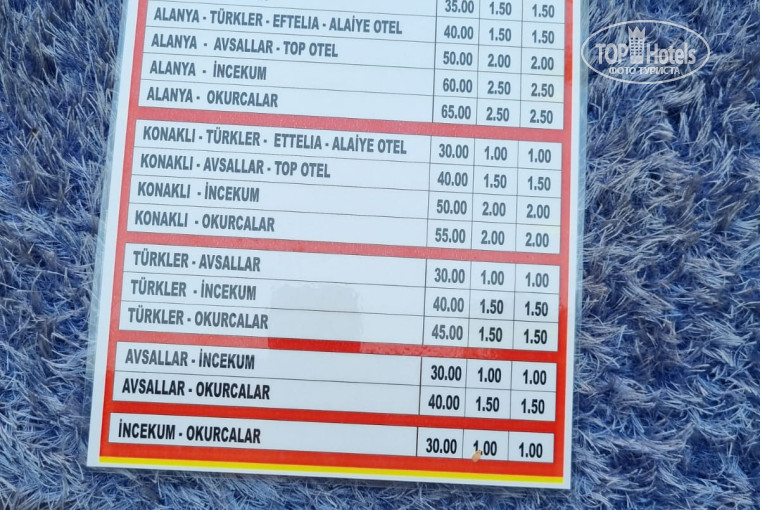 35.00 1.50 1.50
ALANYA - TÜRKLER - EFTELIA - ALAİYE OTEL 40.00 1.50 1.50
ALANYA - AVSALLAR - TOP OTEL 50.00 2.00 2.00
ALANYA - İNCEKUM 60.00 2.50 2.50
ALANYA - OKURCALAR 65.00 2.50 2.50
KONAKLI - TÜRKLER - ETTELIA - ALAİYE OTEL 30.00 1.00 1.00
KONAKLI - AVSALLAR - TOP OTEL 40.00 1.50 1.50
KONAKLI - İNCEKUM 50.00 2.00 2.00
KONAKLI - OKURCALAR 55.00 2.00 2.00
TÜRKLER - AVSALLAR 30.00 1.00 1.00
TÜRKLER - İNCEKUM 40.00 1.50 1.50
TÜRKLER - OKURCALAR 45.00 1.50 1.50
AVSALLAR - İNCEKUM 30.00 1.00 1.00
AVSALLAR - OKURCALAR 40.00 1.50 1.50
İNCEKUM - OKURCALAR 30.00 1.00 1.00
TOP Hotels
ФОТО ТУРИСТА